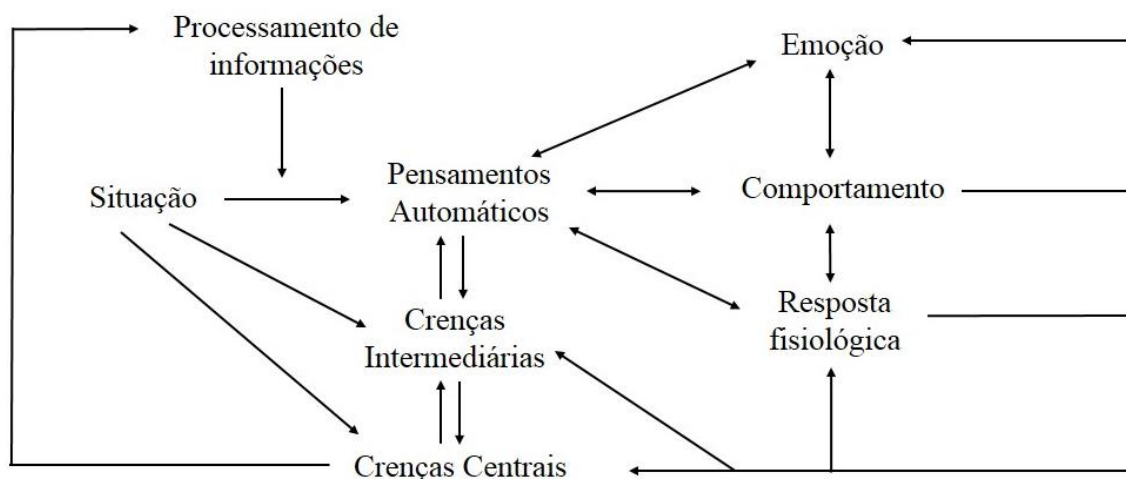 Processamento de
informações
Emoção
Situação
Pensamentos
Automáticos
Comportamento
Crenças
Intermediárias
Resposta
fisiológica
Crenças Centrais